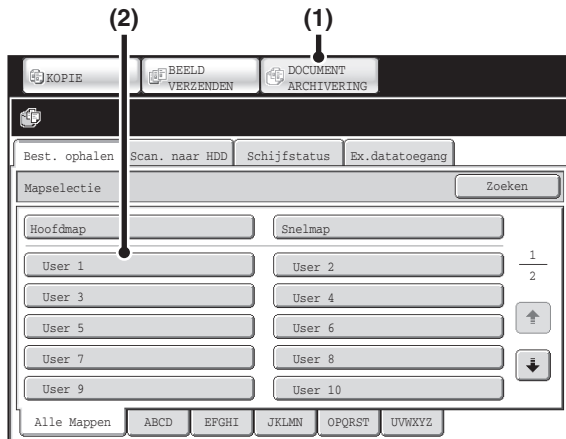 (2) (1)
KOPIE
BEELD
VERZENDEN
DOCUMENT
ARCHIVERING
Best. ophalen Scan. naar HDD Schijfstatus Ex.datatoegang
Mapselectie Zoeken
Hoofdmap Snelmap
User 1 User 2
1
2
User 3 User 4
User 5 User 6
User 7 User 8
User 9 User 10
Alle Mappen ABCD EFGHI JKLMN OPQRST UVWXYZ